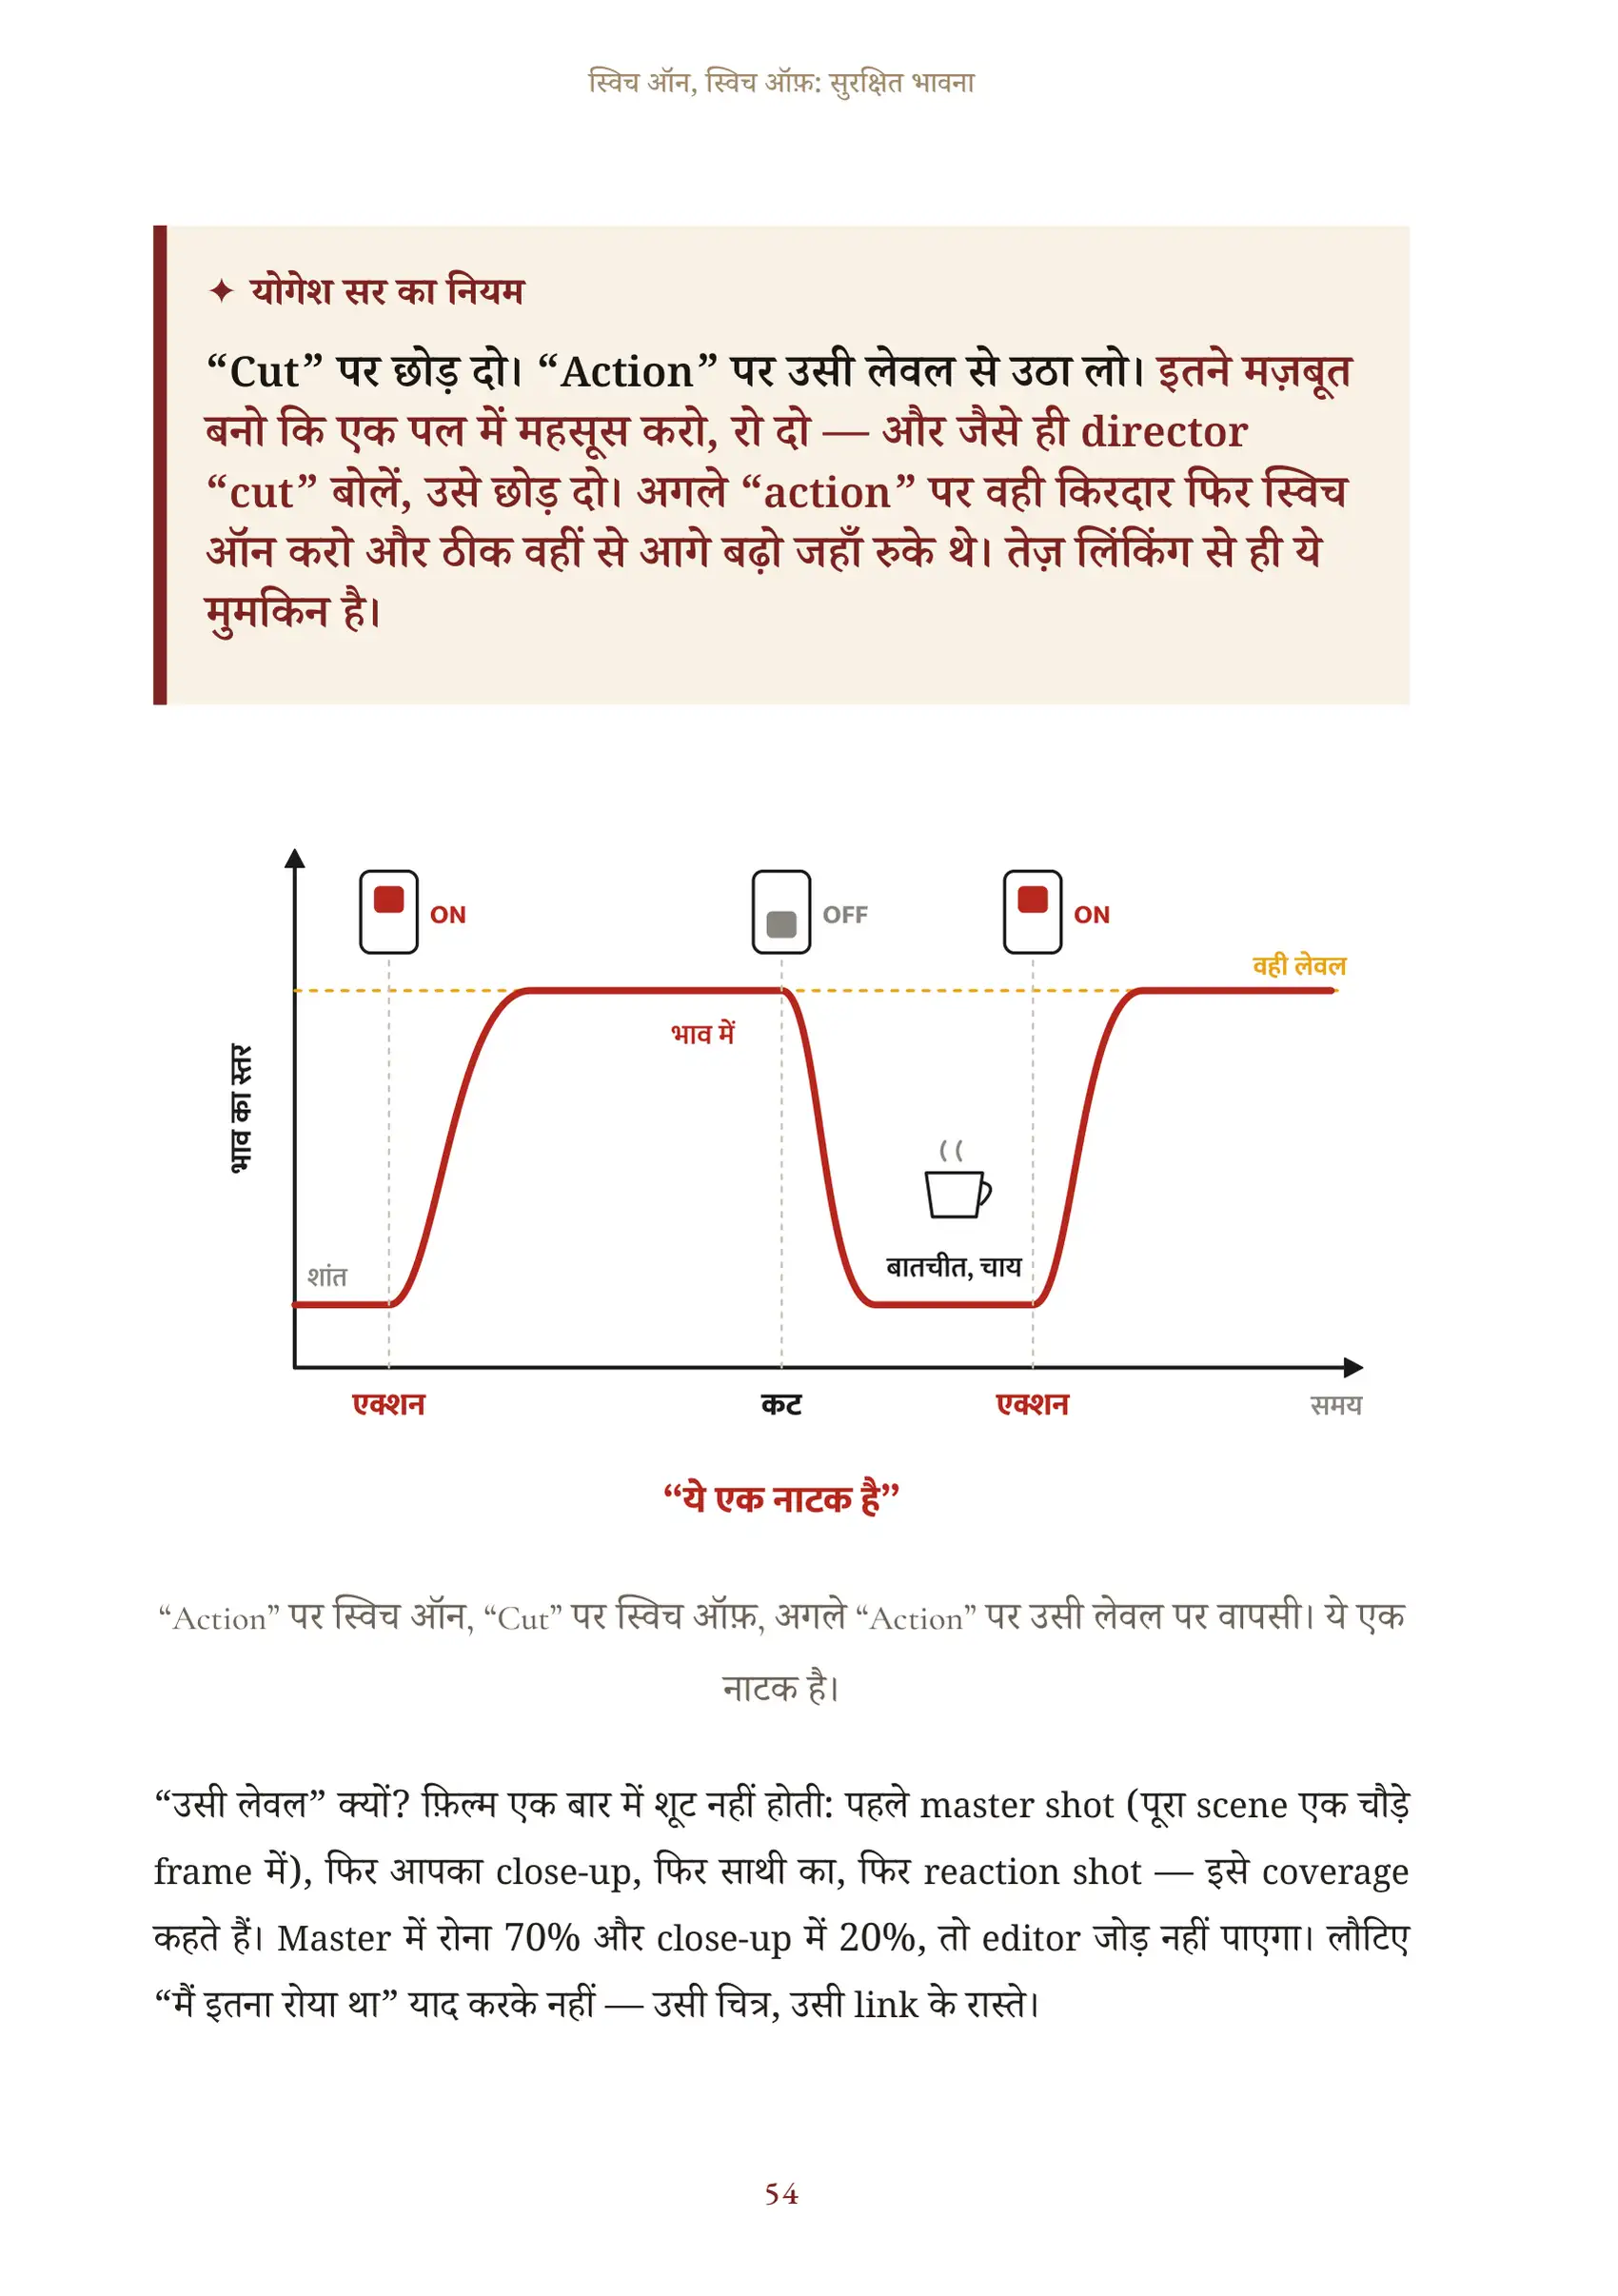 स्विच ऑन, स्विच ऑफ़: सुरक्षित भावना
✦ योगेश सर का नियम
“Cut” पर छोड़ दो। “Action” पर उसी लेवल से उठा लो। इतने मज़बूत
बनो कि एक पल में महसूस करो, रो दो — और जैसे ही director
“cut” बोलें, उसे छोड़ दो। अगले “action” पर वही किरदार फिर स्विच
ऑन करो और ठीक वहीं से आगे बढ़ो जहाँ रुके थे। तेज़ लिंकिंग से ही ये
मुमकिन है।
ON
OFF
ON
वही लेवल
भाव में
भाव का स्तर
बातचीत, चाय
शांत
एक्शन
कट
एक्शन
समय
“ये एक नाटक है”
“Action” पर स्विच ऑन, “Cut” पर स्विच ऑफ़, अगले “Action” पर उसी लेवल पर वापसी। ये एक
नाटक है।
“उसी लेवल” क्यों? फ़िल्म एक बार में शूट नहीं होती: पहले master shot (पूरा scene एक चौड़े
frame में), फिर आपका close-up, फिर साथी का, फिर reaction shot — इसे coverage
कहते हैं। Master में रोना 70% और close-up में 20%, तो editor जोड़ नहीं पाएगा। लौटिए
“मैं इतना रोया था” याद करके नहीं — उसी चित्र, उसी link के रास्ते।
54